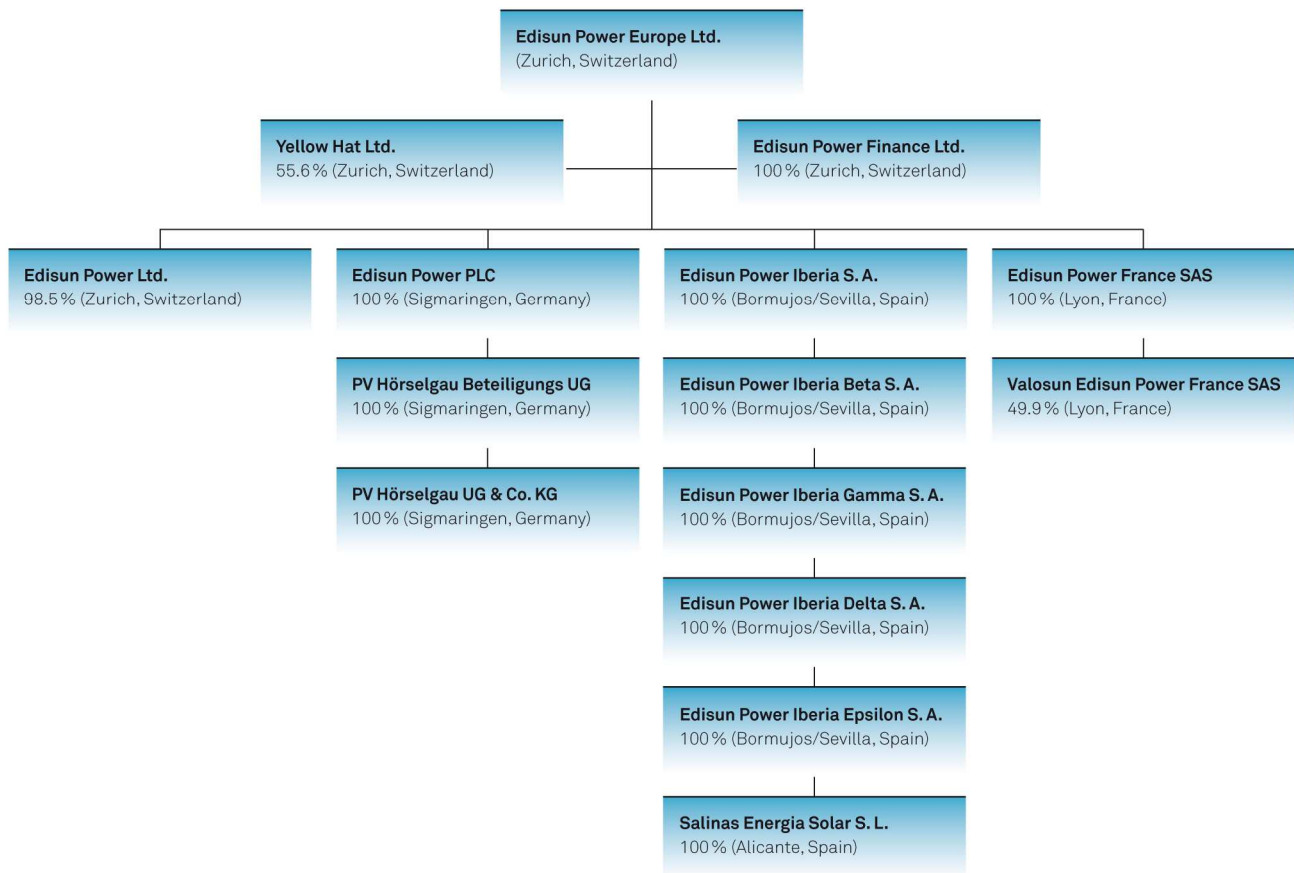 Edisun Power Europe Ltd.
(Zurich, Switzerland)
Yellow Hat Ltd.
55.6 % (Zurich, Switzerland)
Edisun Power Finance Ltd.
100 % (Zurich, Switzerland)
Edisun Power Ltd.
98.5 % (Zurich, Switzerland)
Edisun Power PLC
100 % (Sigmaringen, Germany)
Edisun Power Iberia S. A.
100 % (Bormujos/Sevilla, Spain)
Edisun Power France SAS
100 % (Lyon, France)
PV Hörselgau Beteiligungs UG
100 % (Sigmaringen, Germany)
Edisun Power Iberia Beta S. A.
100 % (Bormujos/Sevilla, Spain)
Valosun Edisun Power France SAS
49.9 % (Lyon, France)
PV Hörselgau UG & Co. KG
100 % (Sigmaringen, Germany)
Edisun Power Iberia Gamma S. A.
100 % (Bormujos/Sevilla, Spain)
Edisun Power Iberia Delta S. A.
100 % (Bormujos/Sevilla, Spain)
Edisun Power Iberia Epsilon S. A.
100 % (Bormujos/Sevilla, Spain)
Salinas Energia Solar S. L.
100 % (Alicante, Spain)